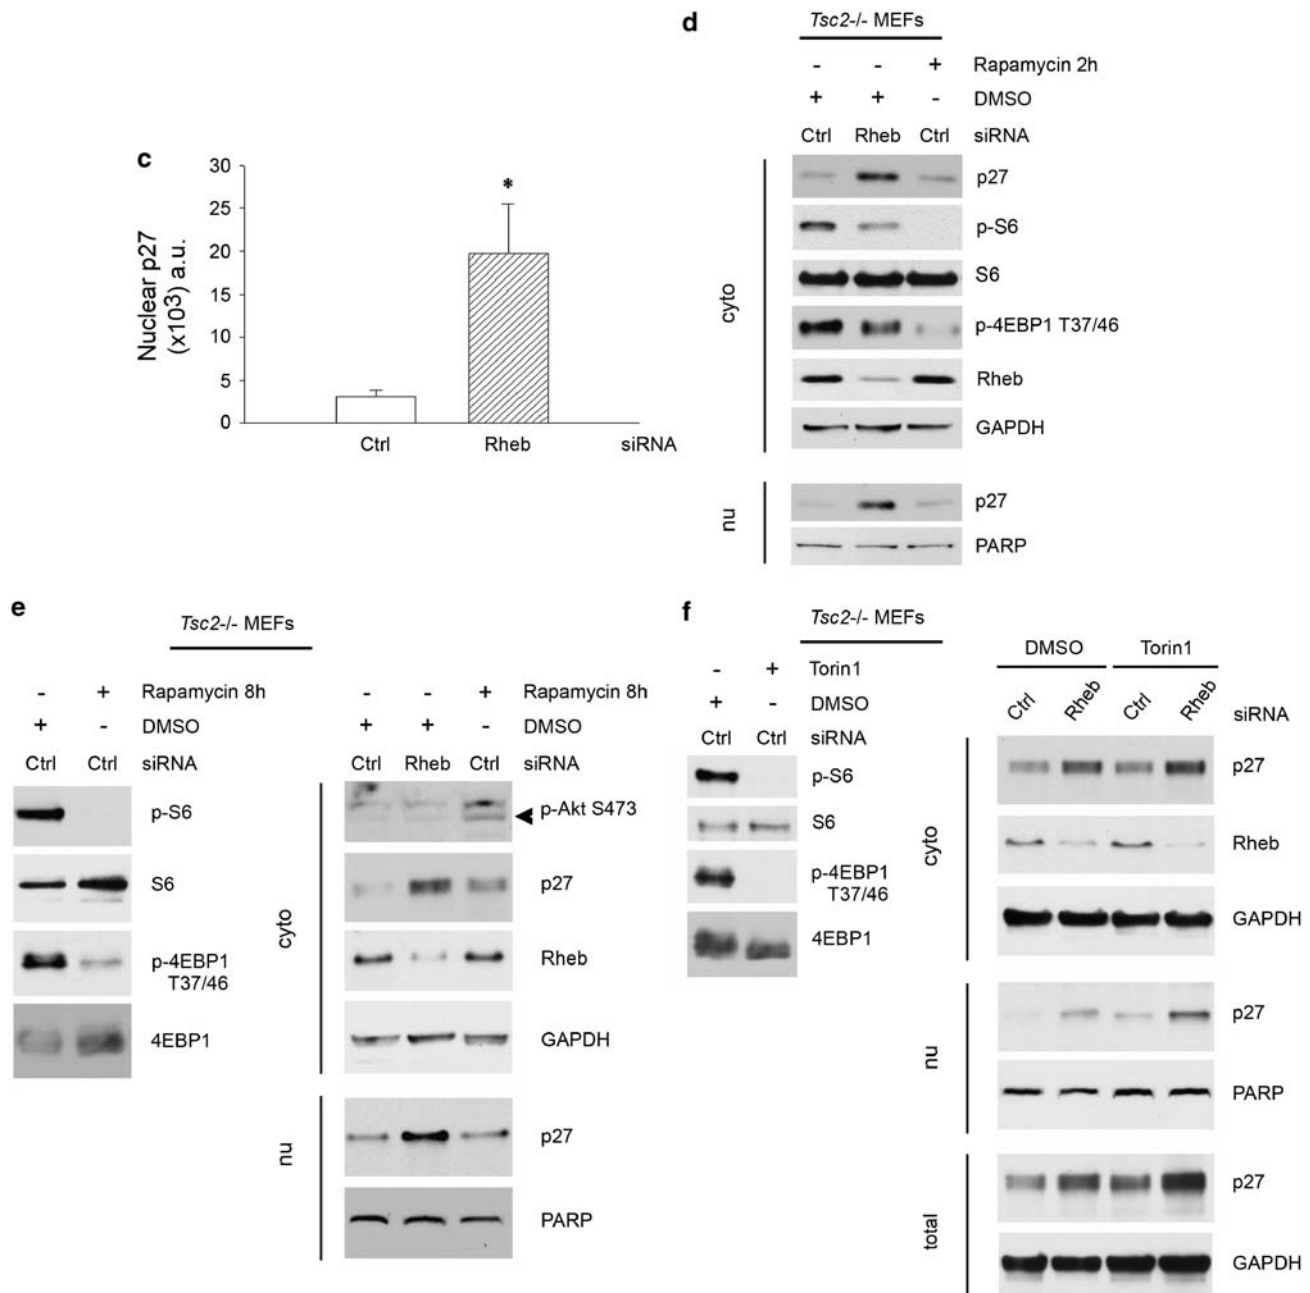 c
30
25
20
15
10
5
0
Nuclear p27
(x10³) a.u.
*
Ctrl Rheb siRNA
d
Tsc2-/- MEFs
- - + Rapamycin 2h
+ + - DMSO
Ctrl Rheb Ctrl siRNA
cyto
p27
p-S6
S6
p-4EBP1 T37/46
Rheb
GAPDH
nu
p27
PARP
e
Tsc2-/- MEFs
- + Rapamycin 8h
+ - DMSO
Ctrl Ctrl siRNA
p-S6
S6
p-4EBP1
T37/46
4EBP1
- - + Rapamycin 8h
+ + - DMSO
Ctrl Rheb Ctrl siRNA
cyto
p-Akt S473
p27
Rheb
GAPDH
nu
p27
PARP
f
Tsc2-/- MEFs
- + Torin1
+ - DMSO
Ctrl Ctrl siRNA
p-S6
S6
p-4EBP1
T37/46
4EBP1
DMSO Torin1
Ctrl Rheb Ctrl Rheb siRNA
cyto
p27
Rheb
GAPDH
nu
p27
PARP
total
p27
GAPDH